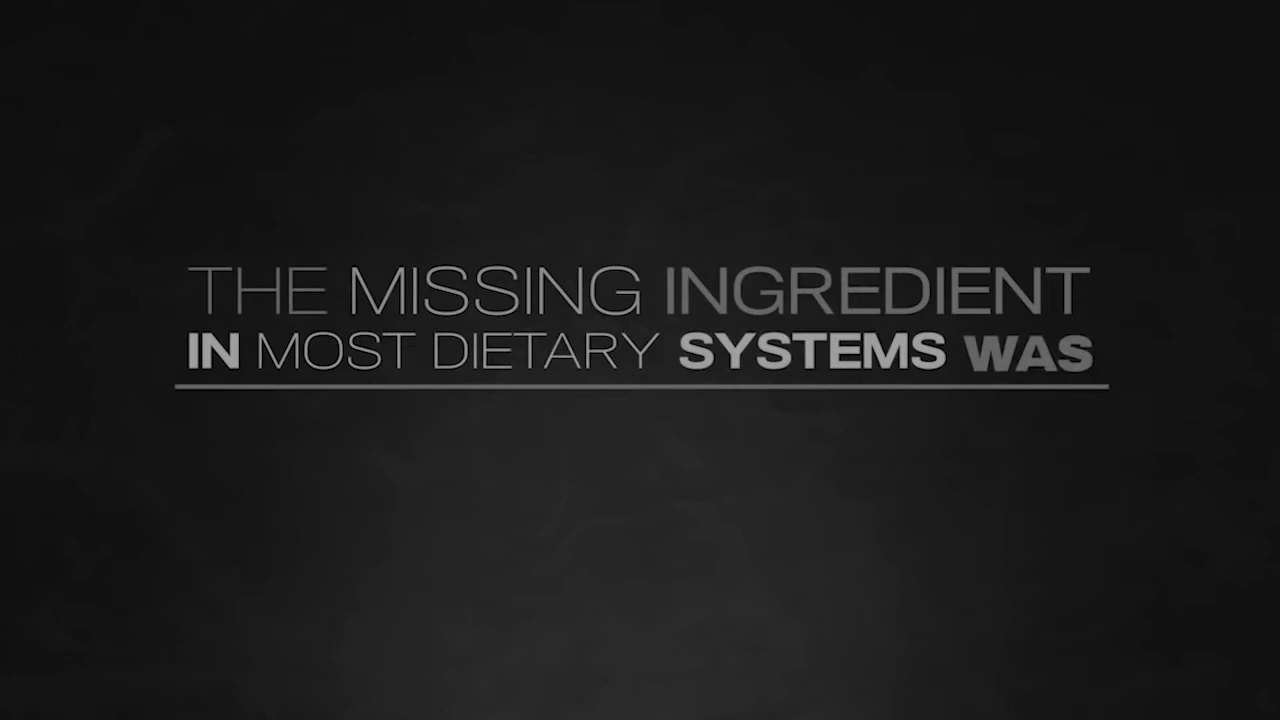 THE MISSING INGREDIENT
IN MOST DIETARY SYSTEMS WAS